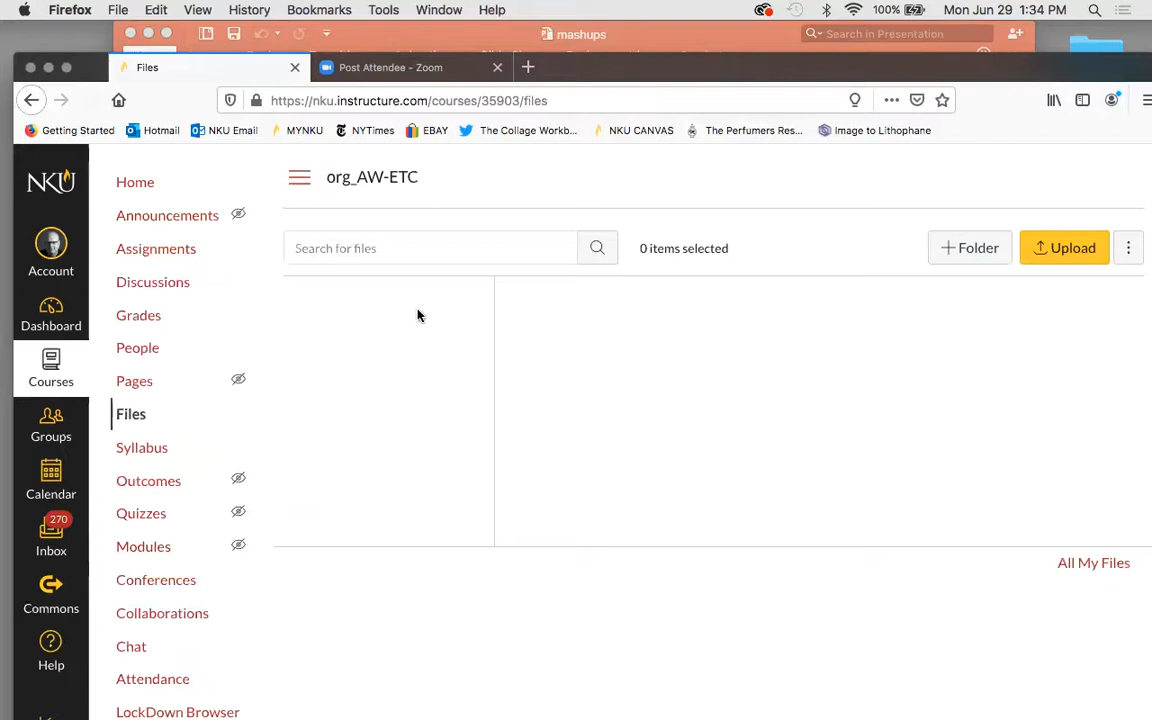 Firefox File Edit View History Bookmarks Tools Window Help 100% Mon Jun 29 1:34 PM
mashups Search in Presentation
Files Post Attendee - Zoom
https://nku.instructure.com/courses/35903/files
Getting Started Hotmail NKU Email MYNKU NYTimes EBAY The Collage Workb... NKU CANVAS The Perfumers Res... Image to Lithophane
NKU
Account
Dashboard
Courses
Groups
Calendar
270
Inbox
Commons
Help
Home
Announcements
Assignments
Discussions
Grades
People
Pages
Files
Syllabus
Outcomes
Quizzes
Modules
Conferences
Collaborations
Chat
Attendance
LockDown Browser
org_AW-ETC
Search for files 0 items selected Folder Upload
All My Files